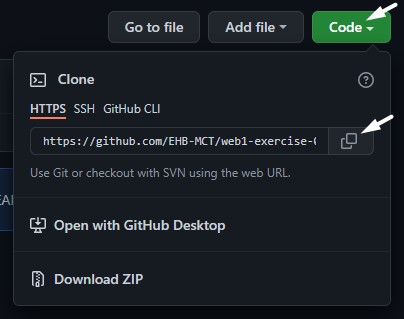 Go to file Add file Code
Clone
HTTPS SSH GitHub CLI
https://github.com/EHB-MCT/web1-exercise-
Use Git or checkout with SVN using the web URL.
Open with GitHub Desktop
Download ZIP